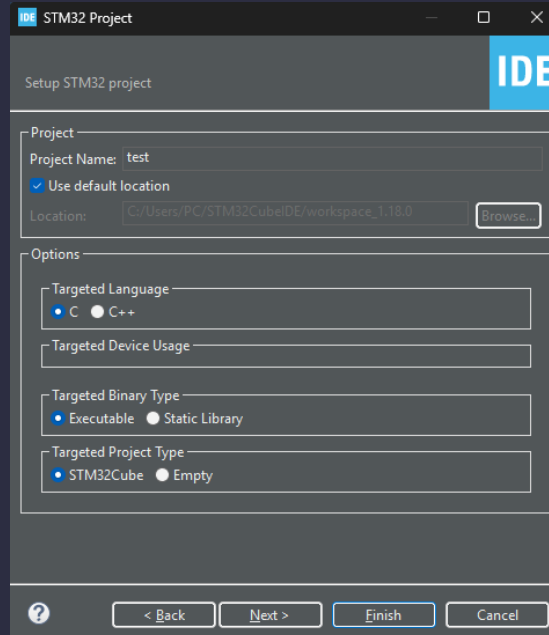 IDE STM32 Project
Setup STM32 project
IDE
Project
Project Name: test
Use default location
Location: C:/Users/PC/STM32CubeIDE/workspace_1.18.0 Browse...
Options
Targeted Language
C C++
Targeted Device Usage
Targeted Binary Type
Executable Static Library
Targeted Project Type
STM32Cube Empty
? < Back Next > Finish Cancel